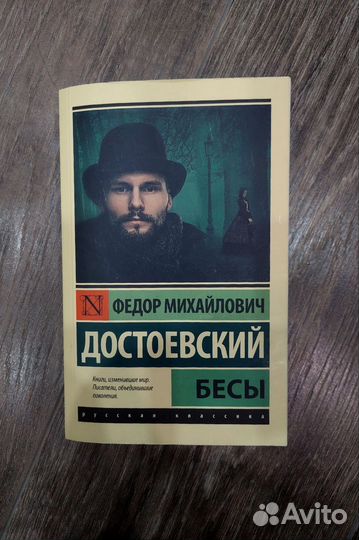 N
ФЕДОР МИХАЙЛОВИЧ
ДОСТОЕВСКИЙ
Книги, изменившие мир.
Писатели, объединившие
поколения.
БЕСЫ
русская классика
Avito